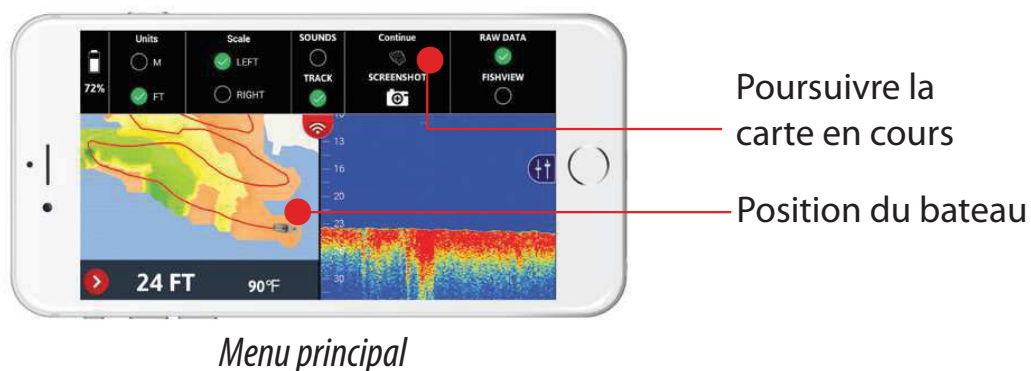 Units
Scale
SOUNDS
Continue
RAW DATA
M
LEFT
TRACK
SCREENSHOT
FISHVIEW
72%
FT
RIGHT
10
13
16
20
23
30
24 FT
90°F
Poursuivre la
carte en cours
Position du bateau
Menu principal